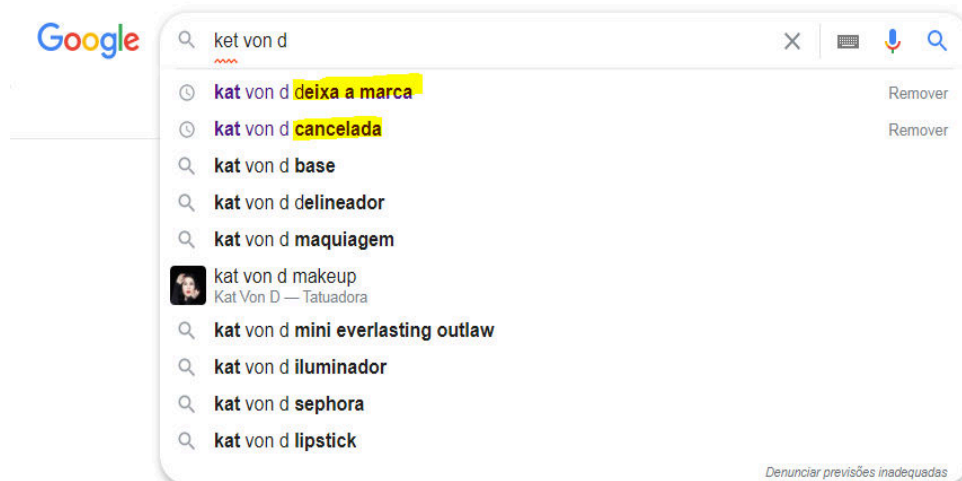 Google
ket von d
kat von d deixa a marca Remover
kat von d cancelada Remover
kat von d base
kat von d delineador
kat von d maquiagem
kat von d makeup
Kat Von D — Tatuadora
kat von d mini everlasting outlaw
kat von d iluminador
kat von d sephora
kat von d lipstick
Denunciar previsões inadequadas